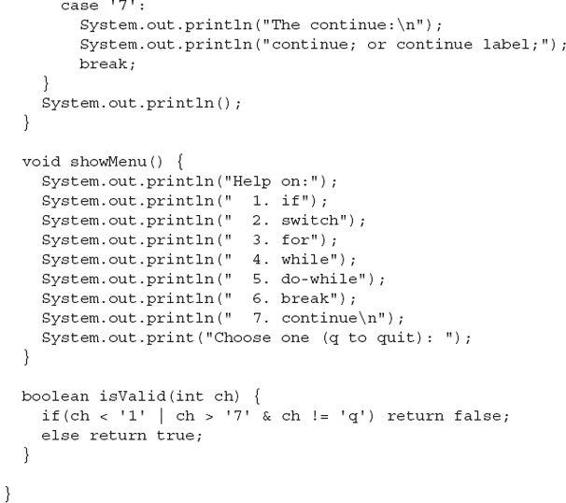 case '7':
        System.out.println("The continue:\n");
        System.out.println("continue; or continue label;");
        break;
    }
    System.out.println();
  }

  void showMenu() {
    System.out.println("Help on:");
    System.out.println("  1. if");
    System.out.println("  2. switch");
    System.out.println("  3. for");
    System.out.println("  4. while");
    System.out.println("  5. do-while");
    System.out.println("  6. break");
    System.out.println("  7. continue\n");
    System.out.print("Choose one (q to quit): ");
  }

  boolean isValid(int ch) {
    if(ch < '1' | ch > '7' & ch != 'q') return false;
    else return true;
  }

}